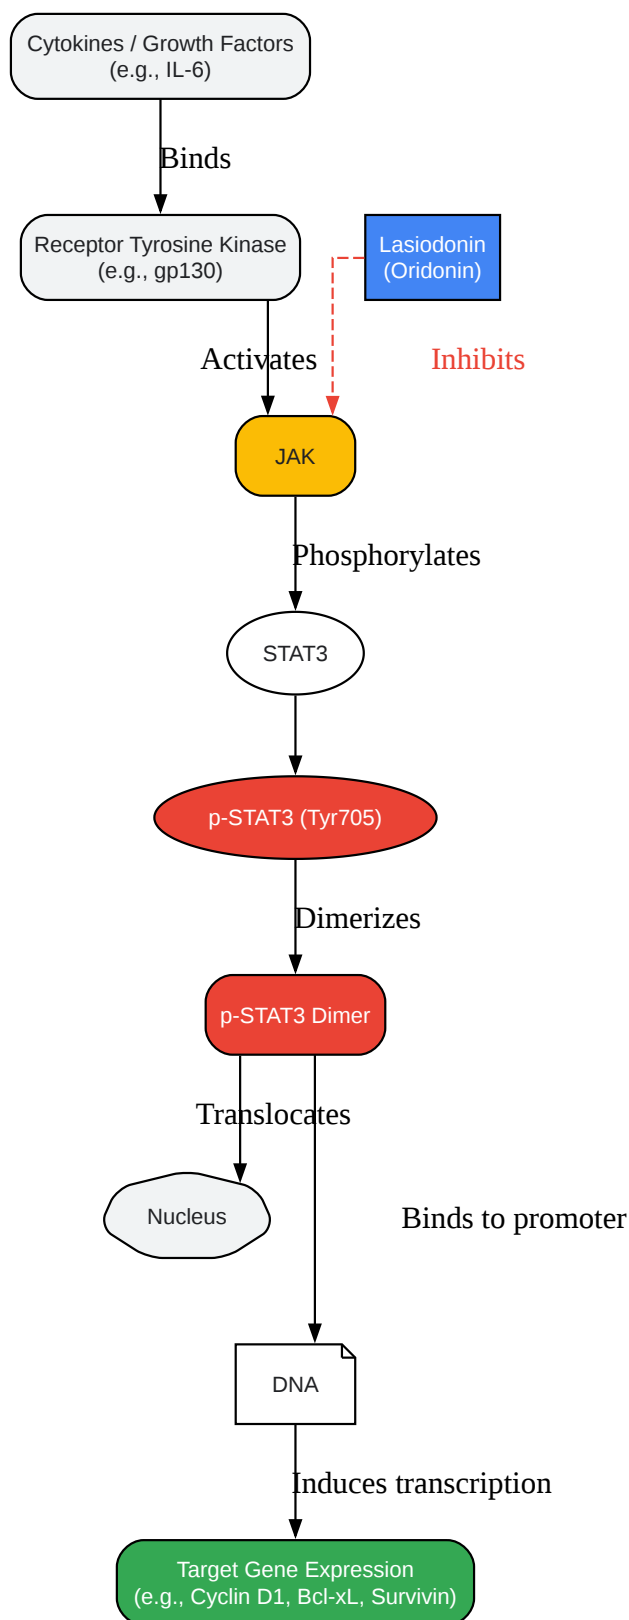 Cytokines / Growth Factors
(e.g., IL-6)
Binds
Receptor Tyrosine Kinase
(e.g., gp130)
Lasiodonin
(Oridonin)
Activates
Inhibits
JAK
Phosphorylates
STAT3
p-STAT3 (Tyr705)
Dimerizes
p-STAT3 Dimer
Translocates
Nucleus
Binds to promoter
DNA
Induces transcription
Target Gene Expression
(e.g., Cyclin D1, Bcl-xL, Survivin)